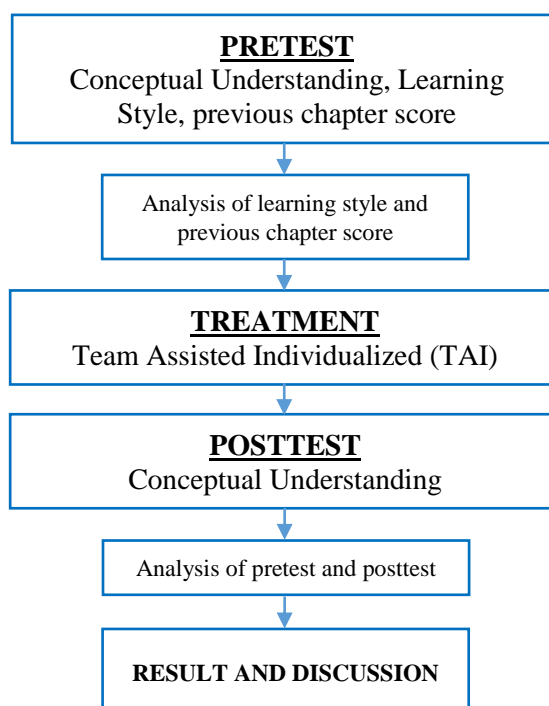 PRETEST
Conceptual Understanding, Learning
Style, previous chapter score
Analysis of learning style and
previous chapter score
TREATMENT
Team Assisted Individualized (TAI)
POSTTEST
Conceptual Understanding
Analysis of pretest and posttest
RESULT AND DISCUSSION